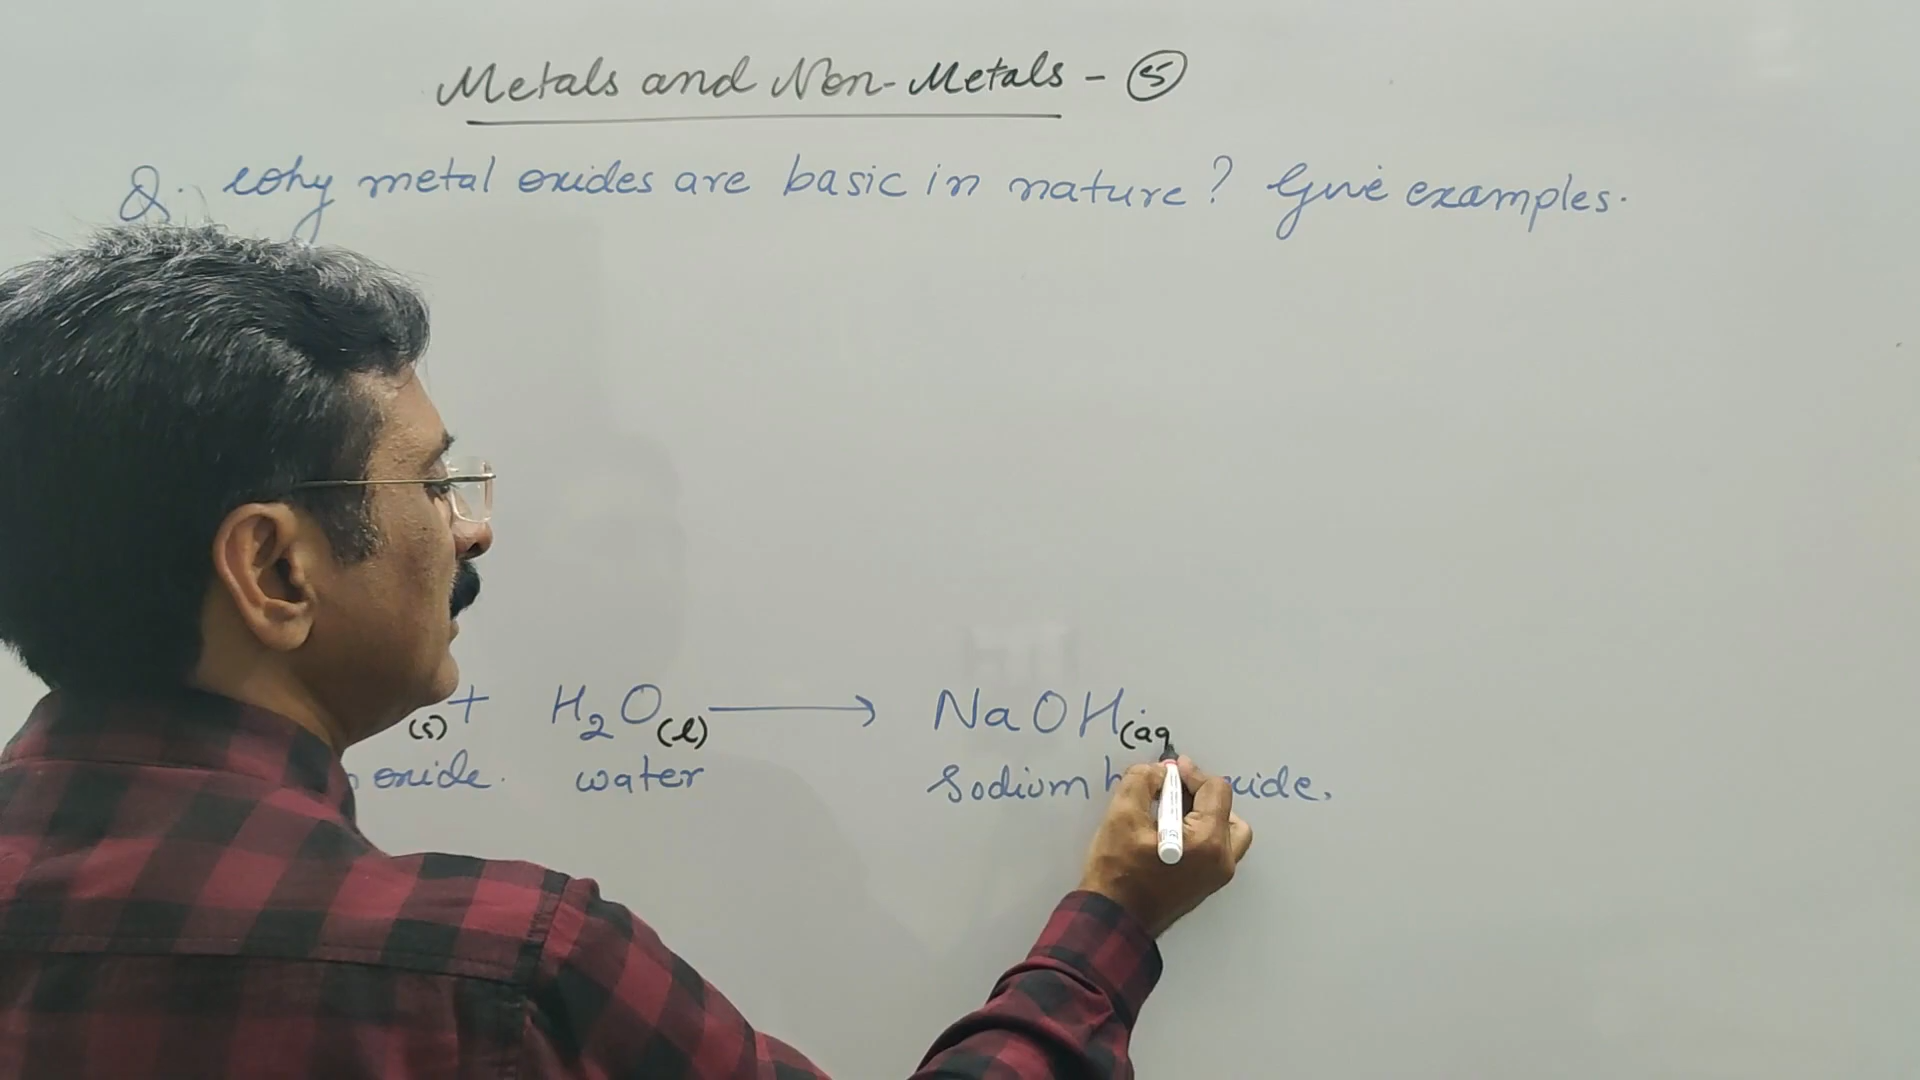 Metals and Non-Metals - 5
Q. why metal oxides are basic in nature? Give examples.
(s) + H2O(l) → NaOH(aq
oxide. water Sodium